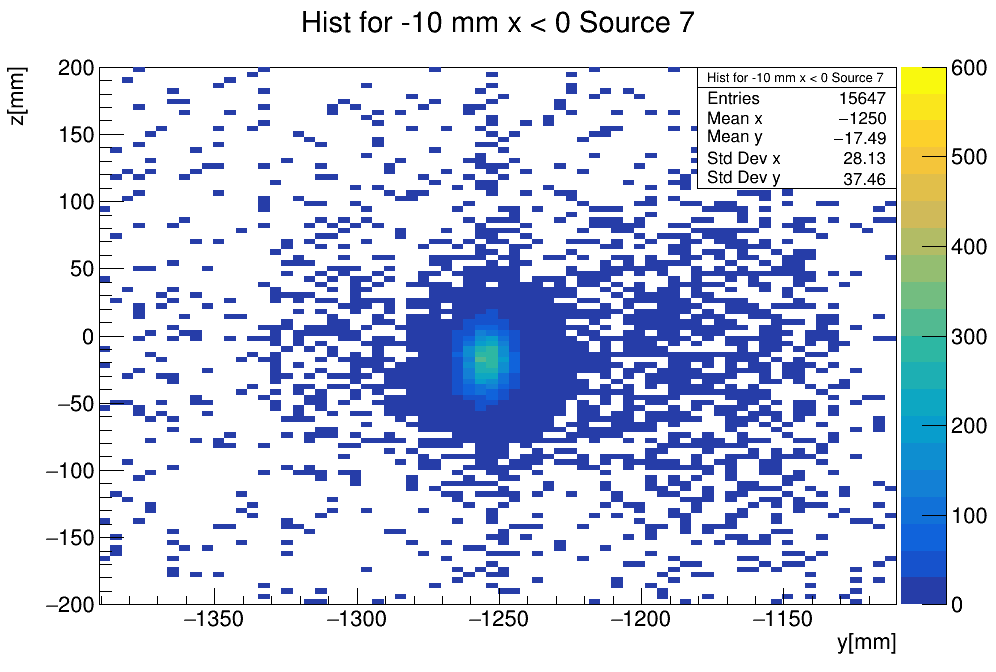 Hist for -10 mm x < 0 Source 7
z[mm]
200
150
100
50
0
−50
−100
−150
−200
−1350
−1300
−1250
−1200
−1150
y[mm]
Hist for -10 mm x < 0 Source 7
Entries 15647
Mean x −1250
Mean y −17.49
Std Dev x 28.13
Std Dev y 37.46
600
500
400
300
200
100
0